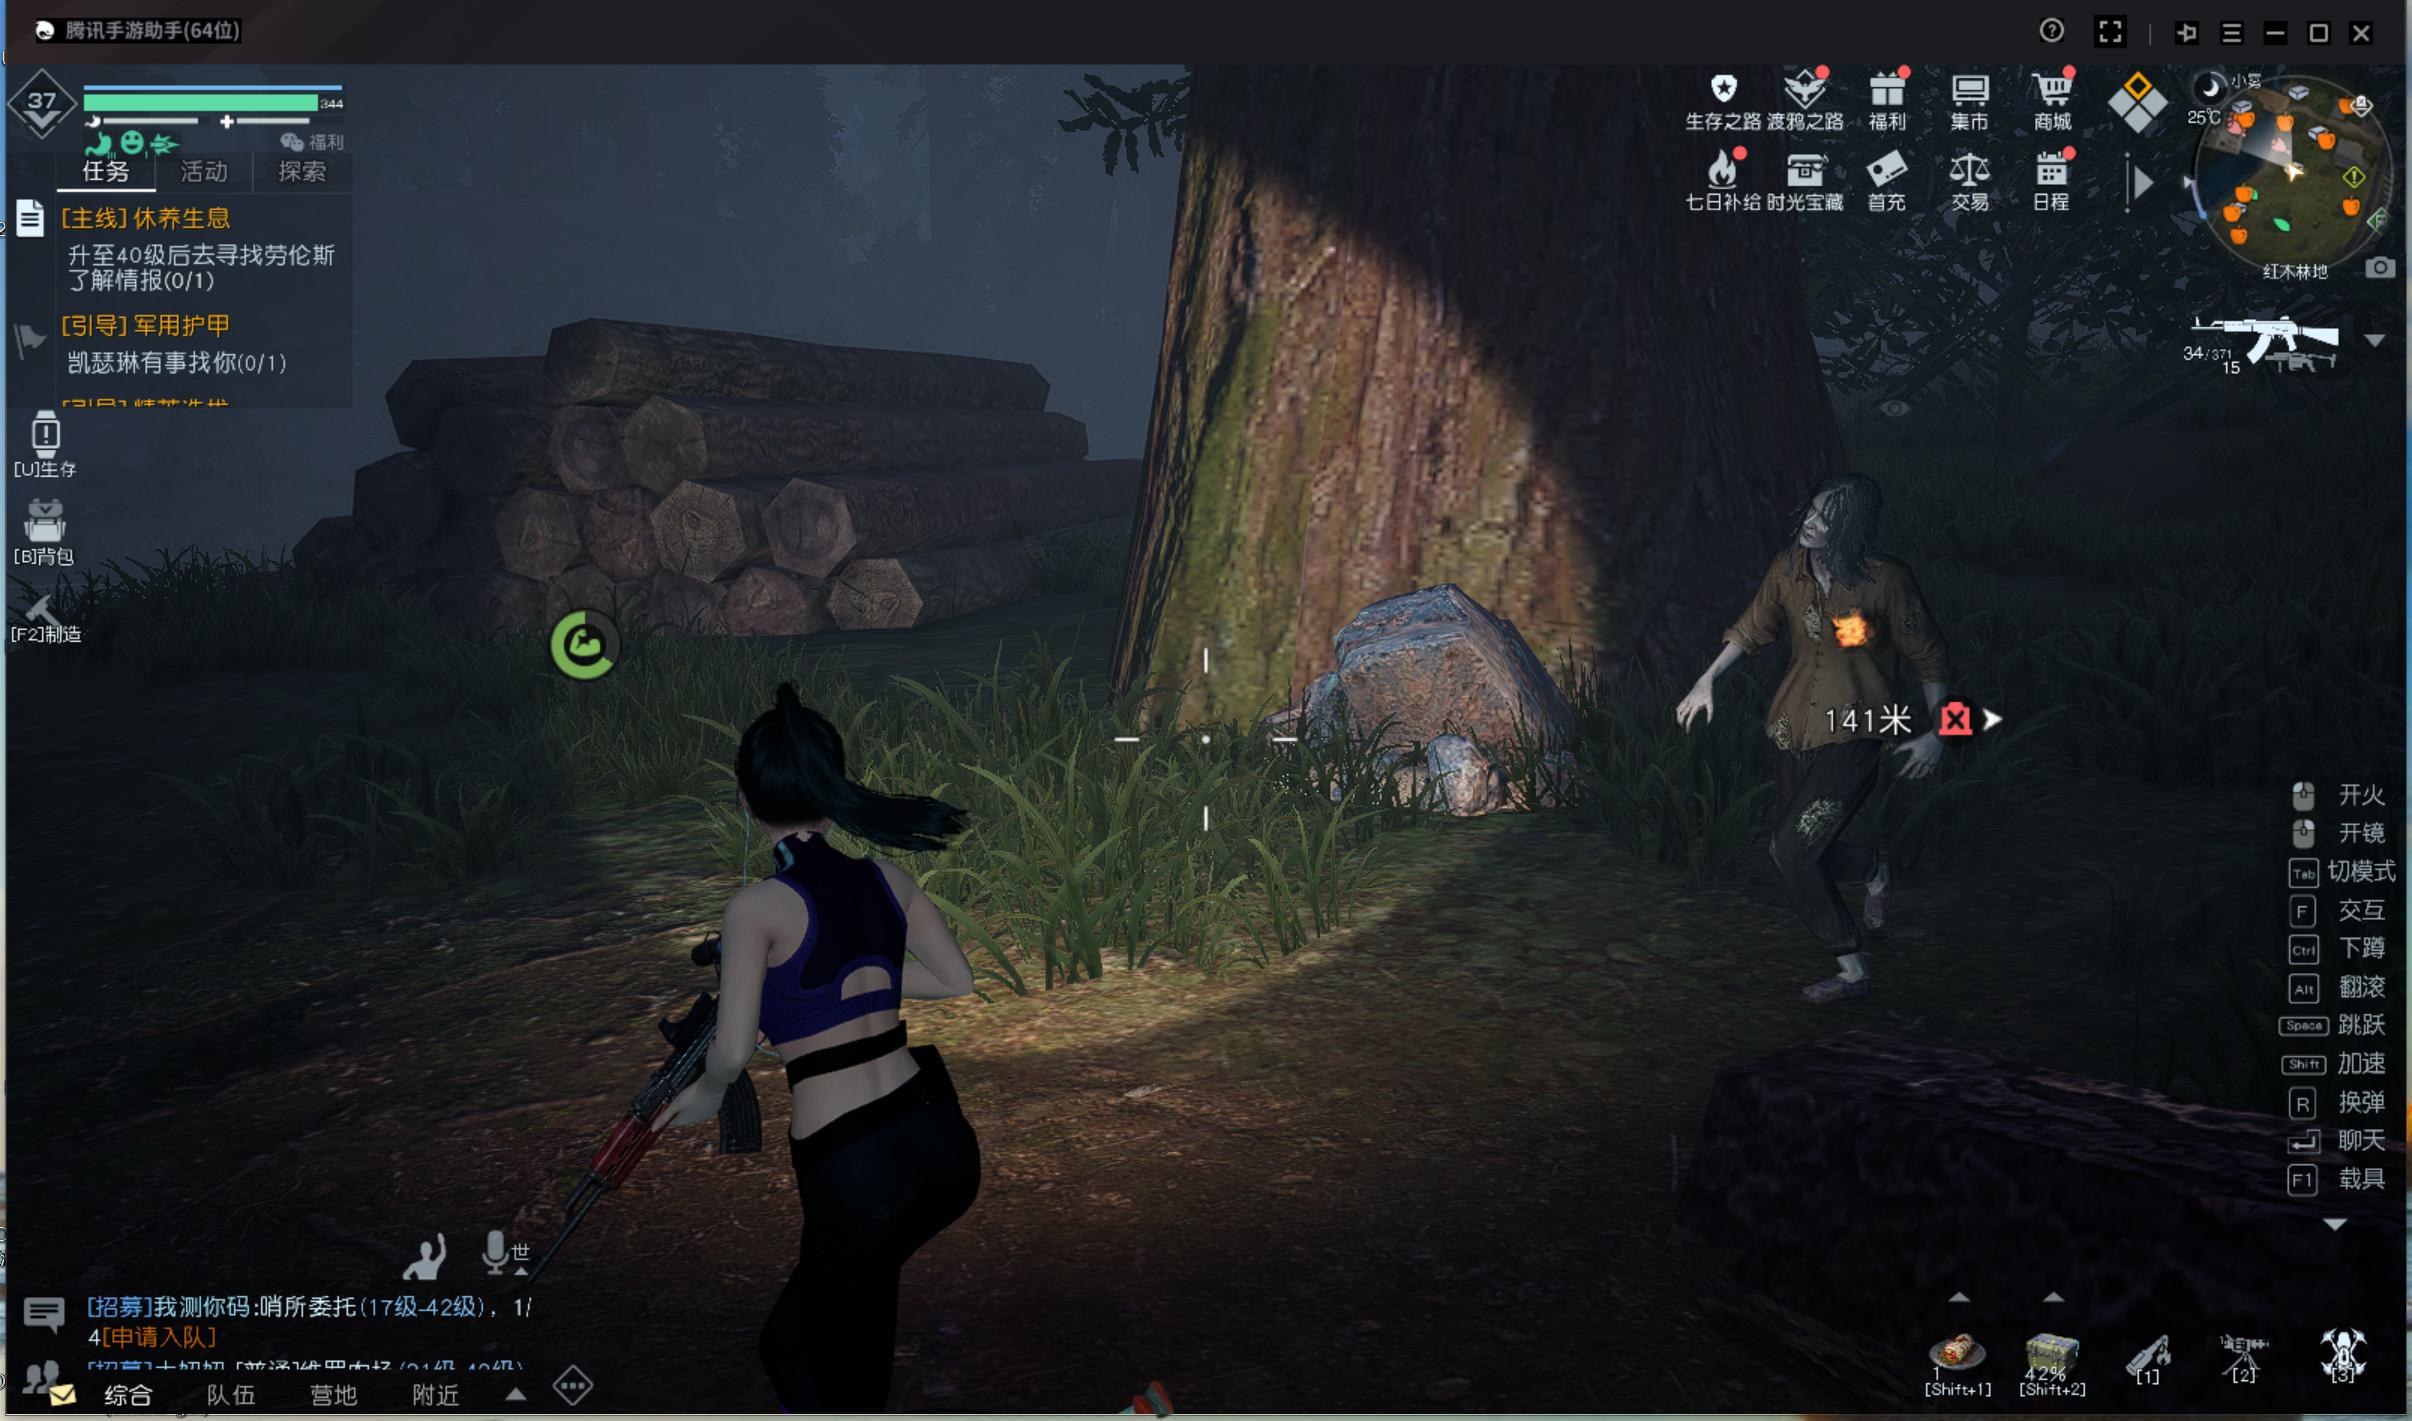 腾讯手游助手(64位)
37
344
福利
任务 活动 探索
[主线] 休养生息
升至40级后去寻找劳伦斯
了解情报(0/1)
[引导] 军用护甲
凯瑟琳有事找你(0/1)
[U]生存
[B]背包
[F2]制造
生存之路 渡鸦之路 福利 集市 商城
七日补给 时光宝藏 首充 交易 日程
小雾
25℃
红木林地
34/371
15
141米
开火
开镜
Tab 切模式
F 交互
Ctrl 下蹲
Alt 翻滚
Space 跳跃
Shift 加速
R 换弹
聊天
F1 载具
世
[招募]我测你码:哨所委托(17级-42级), 1/
4[申请入队]
综合 队伍 营地 附近
1 42%
[Shift+1] [Shift+2] [1] [2] [3]